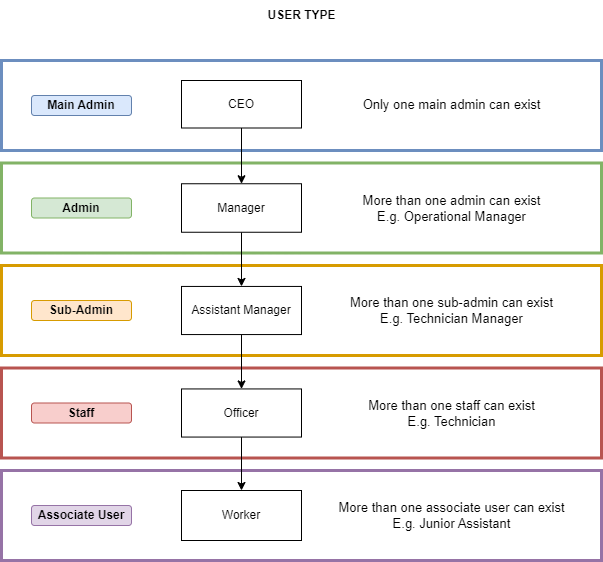 USER TYPE
Main Admin
CEO
Only one main admin can exist
Admin
Manager
More than one admin can exist
E.g. Operational Manager
Sub-Admin
Assistant Manager
More than one sub-admin can exist
E.g. Technician Manager
Staff
Officer
More than one staff can exist
E.g. Technician
Associate User
Worker
More than one associate user can exist
E.g. Junior Assistant